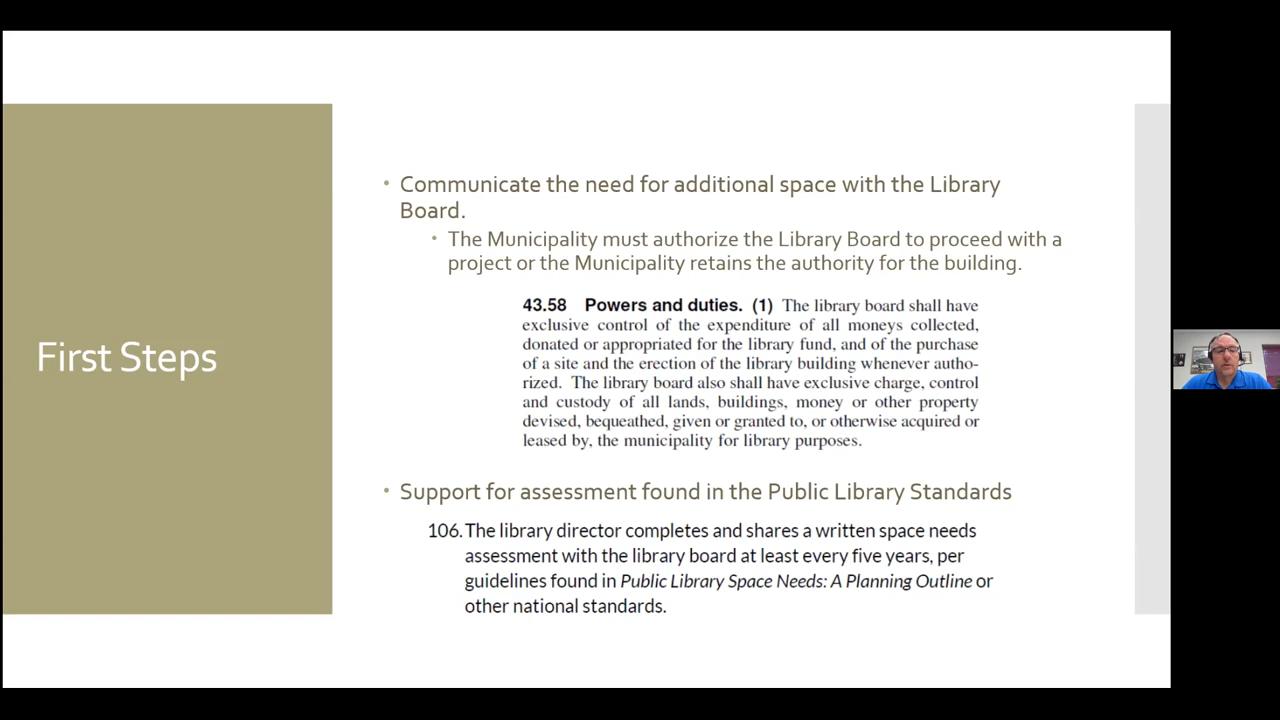 First Steps
• Communicate the need for additional space with the Library
Board.
• The Municipality must authorize the Library Board to proceed with a
project or the Municipality retains the authority for the building.
43.58 Powers and duties. (1) The library board shall have
exclusive control of the expenditure of all moneys collected,
donated or appropriated for the library fund, and of the purchase
of a site and the erection of the library building whenever autho-
rized. The library board also shall have exclusive charge, control
and custody of all lands, buildings, money or other property
devised, bequeathed, given or granted to, or otherwise acquired or
leased by, the municipality for library purposes.
• Support for assessment found in the Public Library Standards
106. The library director completes and shares a written space needs
assessment with the library board at least every five years, per
guidelines found in Public Library Space Needs: A Planning Outline or
other national standards.